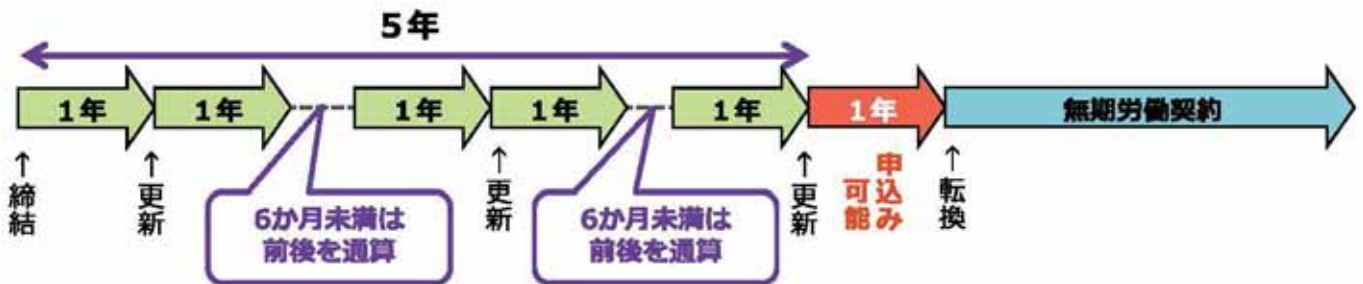 5年
1年
1年
1年
1年
1年
1年
無期労働契約
↑締結
↑更新
↑更新
↑更新
申込み
可能
↑転換
6か月未満は
前後を通算
6か月未満は
前後を通算